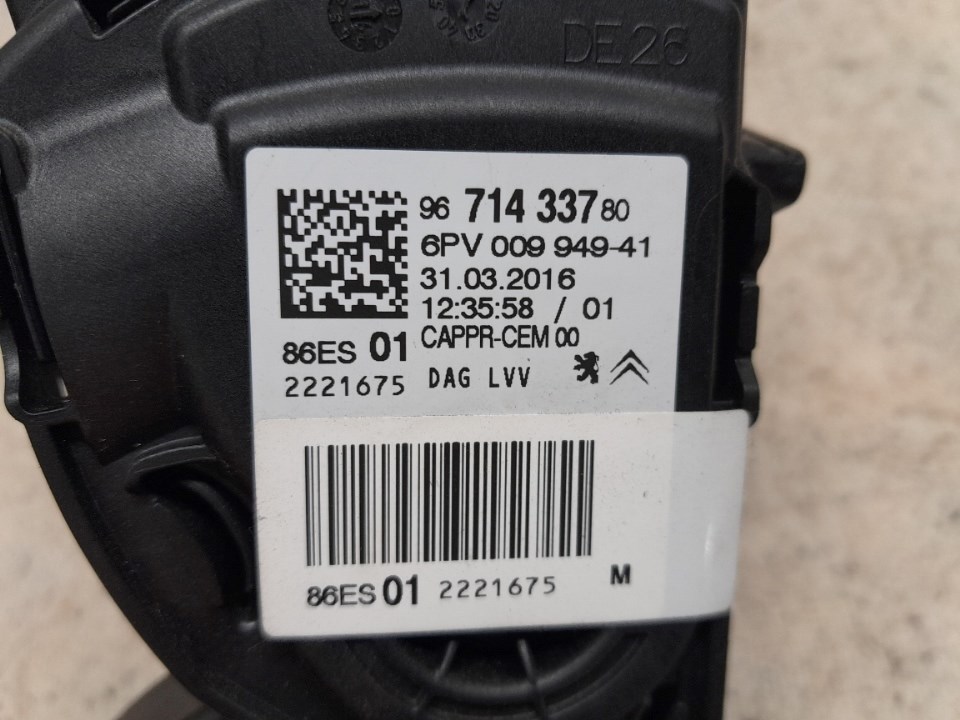 DE26
96 714 337 80
6PV 009 949-41
31.03.2016
12:35:58 / 01
CAPPR-CEM 00
86ES 01
2221675 DAG LVV
86ES 01 2221675 M